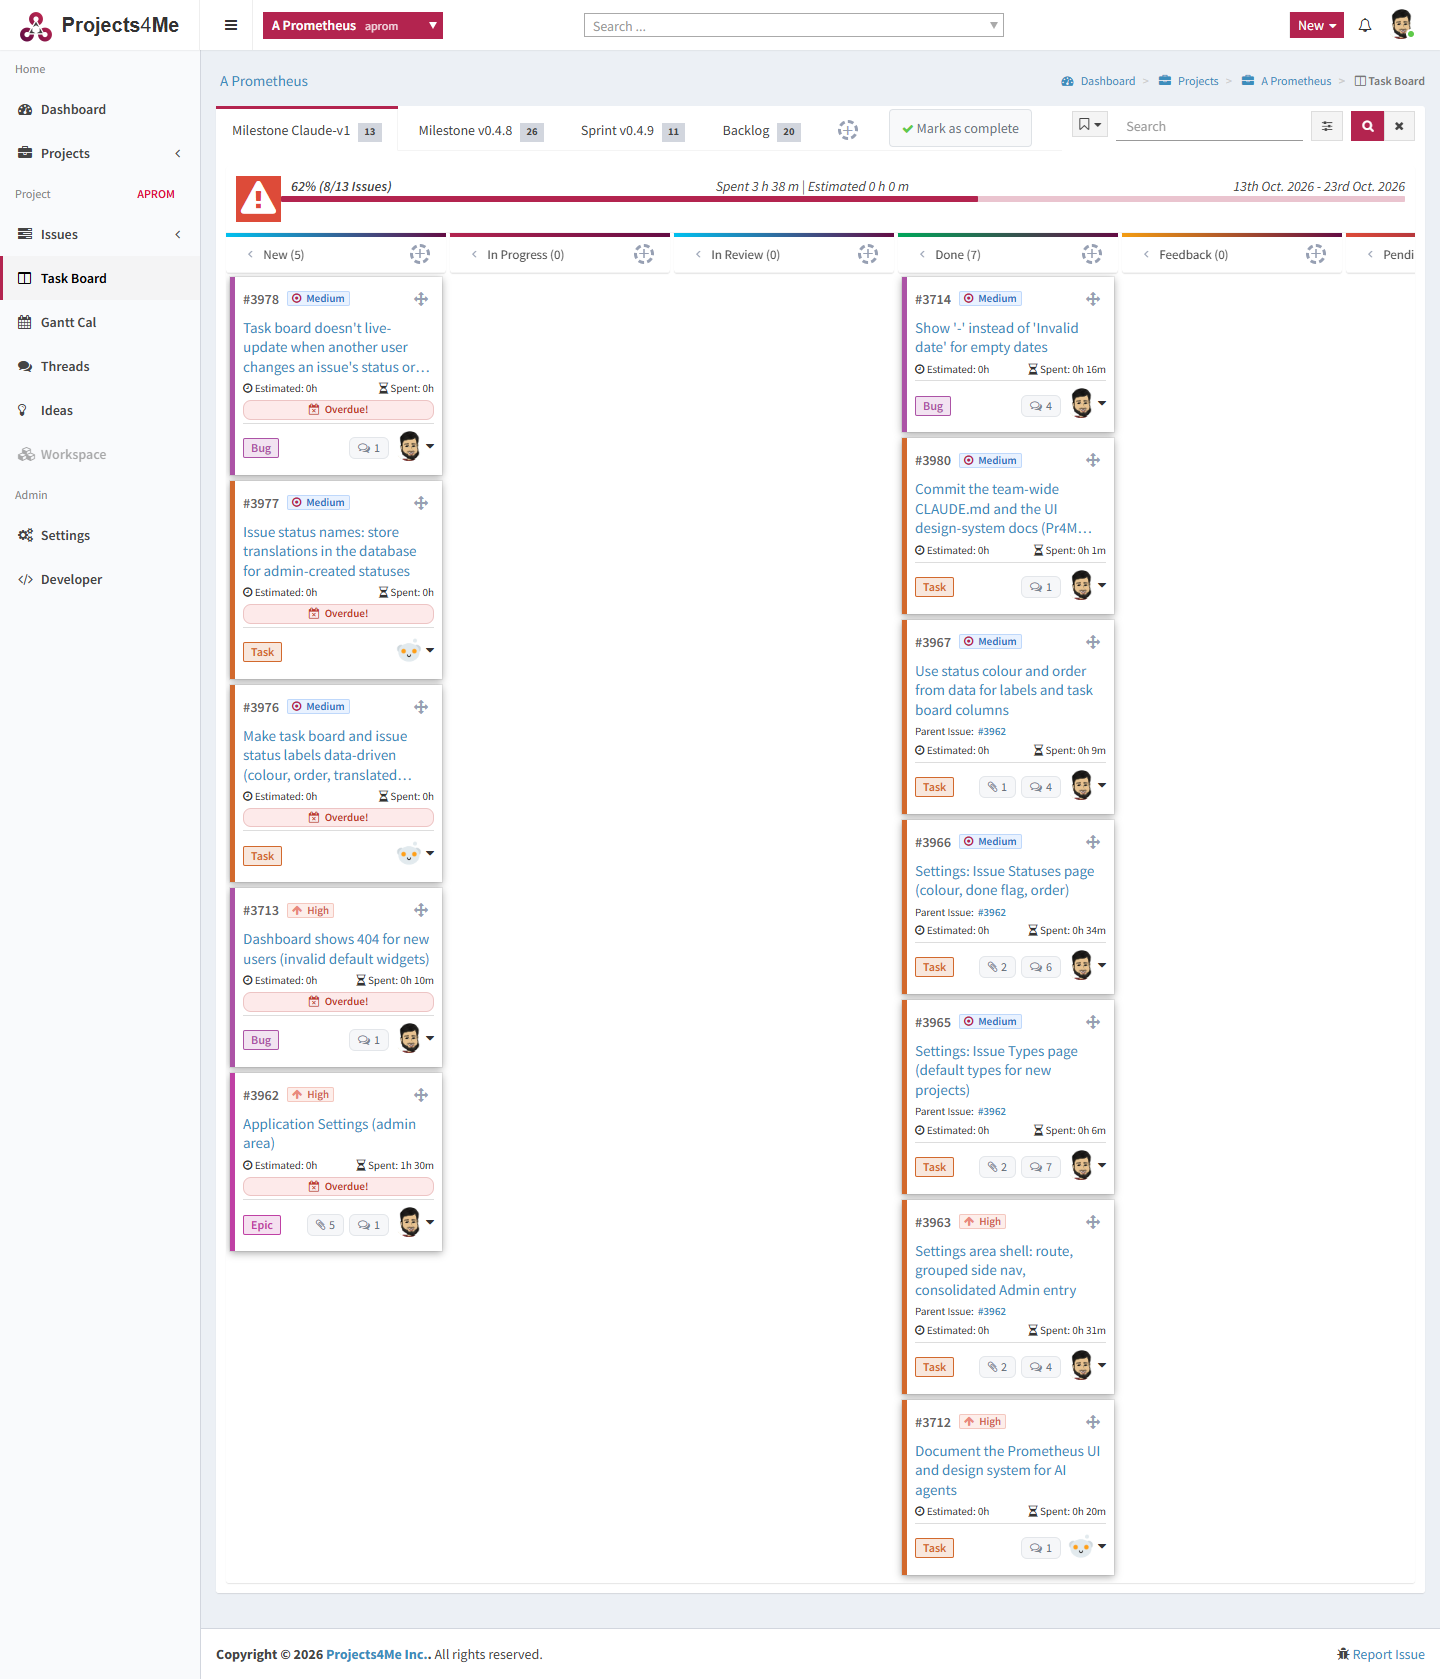 Projects4Me
A Prometheus aprom
Search ...
New
Home
Dashboard
Projects
Project APROM
Issues
Task Board
Gantt Cal
Threads
Ideas
Workspace
Admin
Settings
Developer
A Prometheus
Dashboard > Projects > A Prometheus > Task Board
Milestone Claude-v1 13
Milestone v0.4.8 26
Sprint v0.4.9 11
Backlog 20
Mark as complete
Search
62% (8/13 Issues)
Spent 3 h 38 m | Estimated 0 h 0 m
13th Oct. 2026 - 23rd Oct. 2026
New (5)
In Progress (0)
In Review (0)
Done (7)
Feedback (0)
Pendi
#3978 Medium
Task board doesn't live-
update when another user
changes an issue's status or…
Estimated: 0h Spent: 0h
Overdue!
Bug 1
#3977 Medium
Issue status names: store
translations in the database
for admin-created statuses
Estimated: 0h Spent: 0h
Overdue!
Task
#3976 Medium
Make task board and issue
status labels data-driven
(colour, order, translated…
Estimated: 0h Spent: 0h
Overdue!
Task
#3713 High
Dashboard shows 404 for new
users (invalid default widgets)
Estimated: 0h Spent: 0h 10m
Overdue!
Bug 1
#3962 High
Application Settings (admin
area)
Estimated: 0h Spent: 1h 30m
Overdue!
Epic 5 1
#3714 Medium
Show '-' instead of 'Invalid
date' for empty dates
Estimated: 0h Spent: 0h 16m
Bug 4
#3980 Medium
Commit the team-wide
CLAUDE.md and the UI
design-system docs (Pr4M…
Estimated: 0h Spent: 0h 1m
Task 1
#3967 Medium
Use status colour and order
from data for labels and task
board columns
Parent Issue: #3962
Estimated: 0h Spent: 0h 9m
Task 1 4
#3966 Medium
Settings: Issue Statuses page
(colour, done flag, order)
Parent Issue: #3962
Estimated: 0h Spent: 0h 34m
Task 2 6
#3965 Medium
Settings: Issue Types page
(default types for new
projects)
Parent Issue: #3962
Estimated: 0h Spent: 0h 6m
Task 2 7
#3963 High
Settings area shell: route,
grouped side nav,
consolidated Admin entry
Parent Issue: #3962
Estimated: 0h Spent: 0h 31m
Task 2 4
#3712 High
Document the Prometheus UI
and design system for AI
agents
Estimated: 0h Spent: 0h 20m
Task 1
Copyright © 2026 Projects4Me Inc.. All rights reserved.
Report Issue